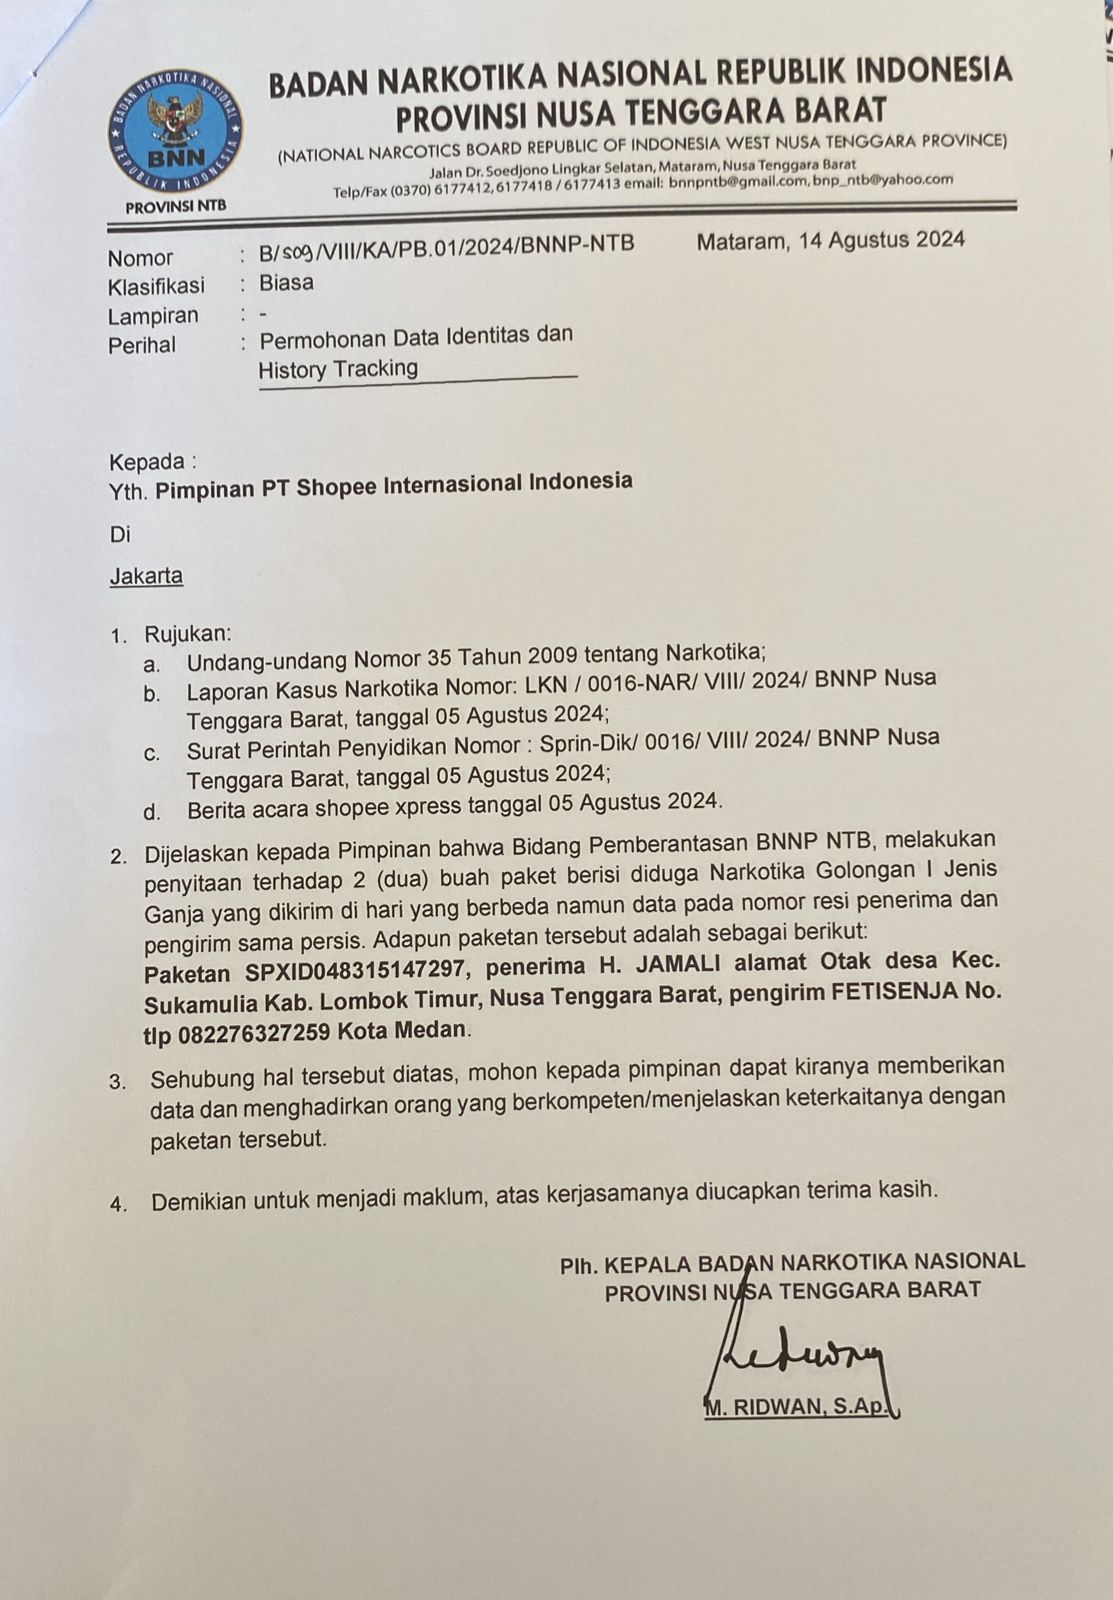 BADAN NARKOTIKA NASIONAL
REPUBLIK INDONESIA
BNN
PROVINSI NTB
BADAN NARKOTIKA NASIONAL REPUBLIK INDONESIA
PROVINSI NUSA TENGGARA BARAT
(NATIONAL NARCOTICS BOARD REPUBLIC OF INDONESIA WEST NUSA TENGGARA PROVINCE)
Jalan Dr. Soedjono Lingkar Selatan, Mataram, Nusa Tenggara Barat
Telp/Fax (0370) 6177412, 6177418 / 6177413 email: bnnpntb@gmail.com, bnp_ntb@yahoo.com
Nomor : B/509/VIII/KA/PB.01/2024/BNNP-NTB Mataram, 14 Agustus 2024
Klasifikasi : Biasa
Lampiran : -
Perihal : Permohonan Data Identitas dan
History Tracking
Kepada :
Yth. Pimpinan PT Shopee Internasional Indonesia
Di
Jakarta
1. Rujukan:
a. Undang-undang Nomor 35 Tahun 2009 tentang Narkotika;
b. Laporan Kasus Narkotika Nomor: LKN / 0016-NAR/ VIII/ 2024/ BNNP Nusa
Tenggara Barat, tanggal 05 Agustus 2024;
c. Surat Perintah Penyidikan Nomor : Sprin-Dik/ 0016/ VIII/ 2024/ BNNP Nusa
Tenggara Barat, tanggal 05 Agustus 2024;
d. Berita acara shopee xpress tanggal 05 Agustus 2024.
2. Dijelaskan kepada Pimpinan bahwa Bidang Pemberantasan BNNP NTB, melakukan
penyitaan terhadap 2 (dua) buah paket berisi diduga Narkotika Golongan I Jenis
Ganja yang dikirim di hari yang berbeda namun data pada nomor resi penerima dan
pengirim sama persis. Adapun paketan tersebut adalah sebagai berikut:
Paketan SPXID048315147297, penerima H. JAMALI alamat Otak desa Kec.
Sukamulia Kab. Lombok Timur, Nusa Tenggara Barat, pengirim FETISENJA No.
tlp 082276327259 Kota Medan.
3. Sehubung hal tersebut diatas, mohon kepada pimpinan dapat kiranya memberikan
data dan menghadirkan orang yang berkompeten/menjelaskan keterkaitanya dengan
paketan tersebut.
4. Demikian untuk menjadi maklum, atas kerjasamanya diucapkan terima kasih.
Plh. KEPALA BADAN NARKOTIKA NASIONAL
PROVINSI NUSA TENGGARA BARAT
M. RIDWAN, S.Ap.